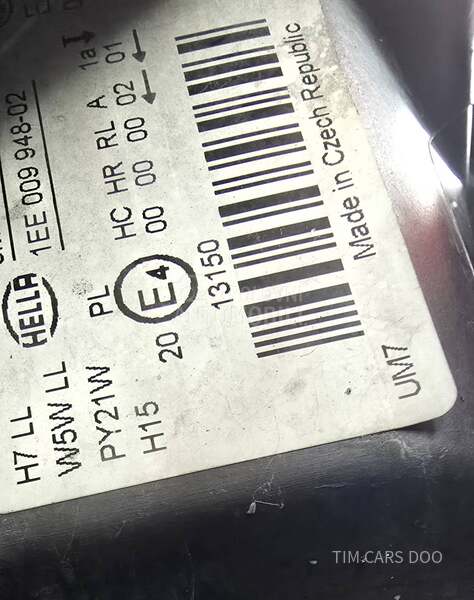 1EE 009 948-02
HELLA
H7 LL
W5W LL
PY21W
H15
PL
HC HR RL A 1a
00 00 00 02 01
20
E4
13150
Made in Czech Republic
UM7
TIM.CARS DOO